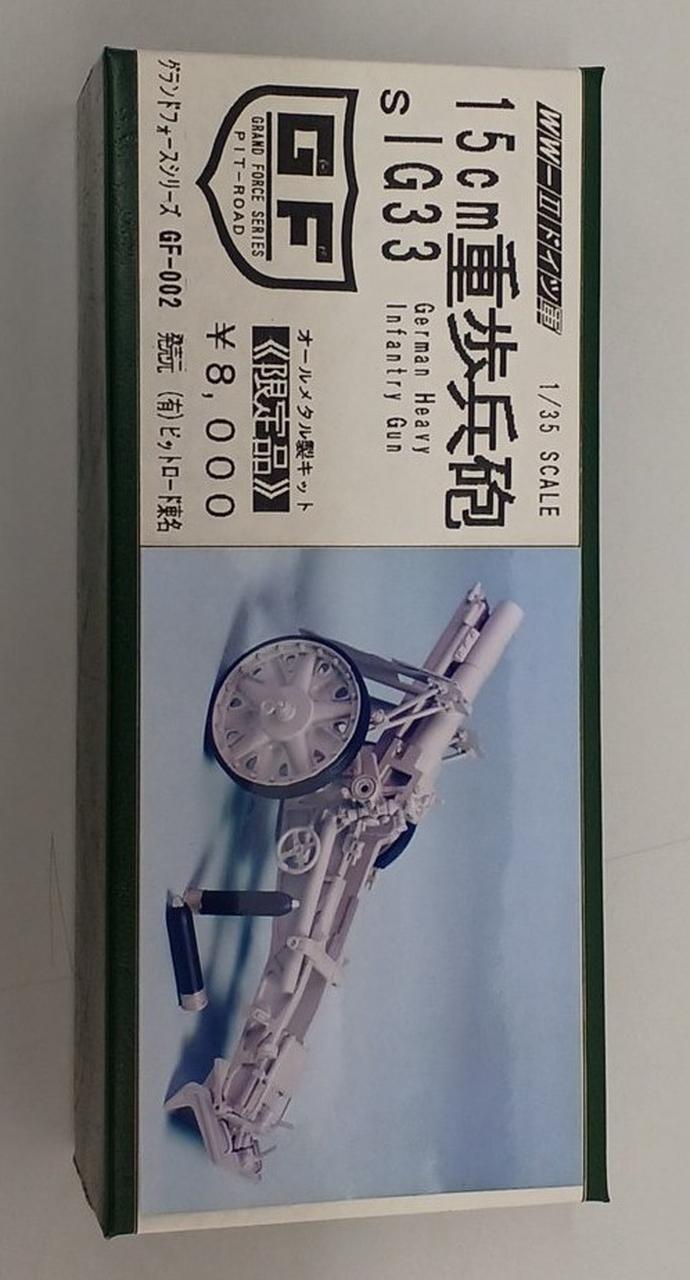 WW-IIドイツ軍
1/35 SCALE
15cm重歩兵砲
sIG33
German Heavy
Infantry Gun
GF
GRAND FORCE SERIES
PIT-ROAD
オールメタル製キット
《限定品》
¥8,000
グランドフォースシリーズ GF-002 発売元 (有)ピットロード東名